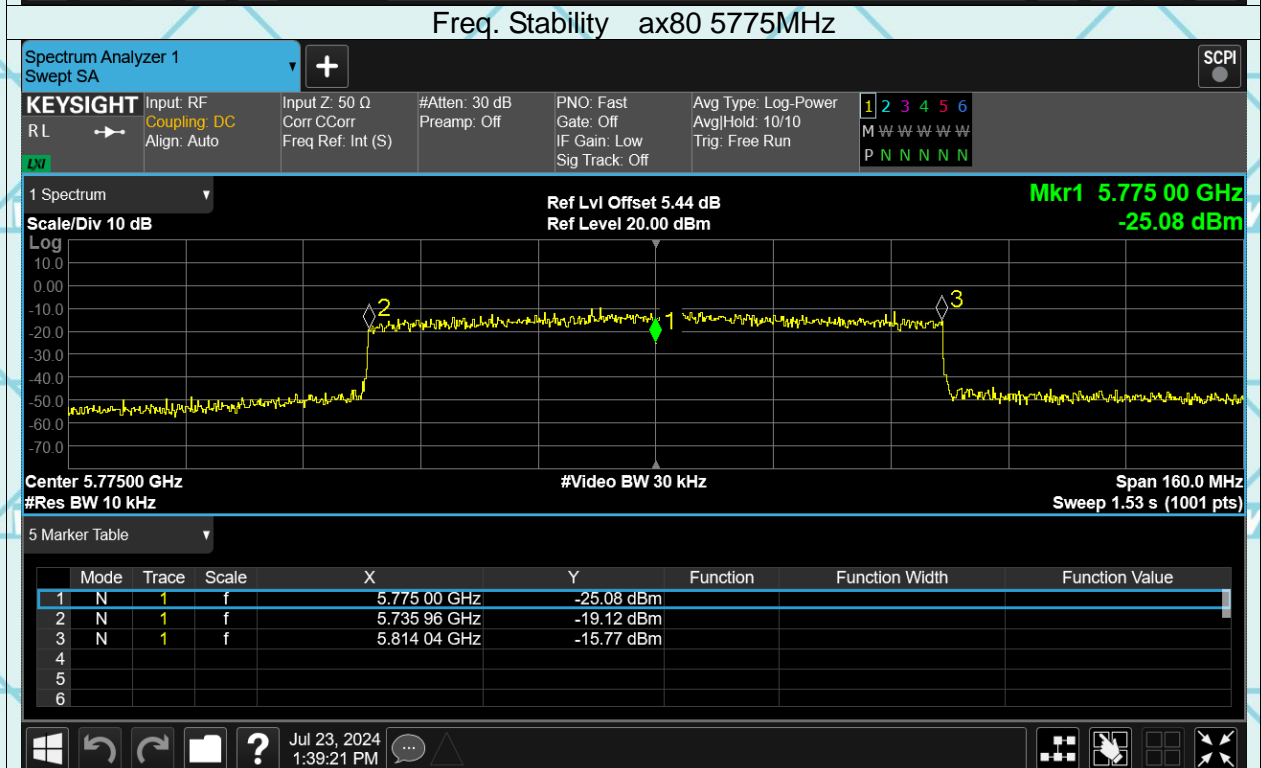 Freq. Stability ax80 5775MHz
Spectrum Analyzer 1
Swept SA
+
SCPI
KEYSIGHT
R L
LXI
Input: RF
Coupling: DC
Align: Auto
Input Z: 50 Ω
Corr CCorr
Freq Ref: Int (S)
#Atten: 30 dB
Preamp: Off
PNO: Fast
Gate: Off
IF Gain: Low
Sig Track: Off
Avg Type: Log-Power
Avg|Hold: 10/10
Trig: Free Run
1 2 3 4 5 6
M W W W W W
P N N N N N
1 Spectrum
Scale/Div 10 dB
Ref Lvl Offset 5.44 dB
Ref Level 20.00 dBm
Mkr1 5.775 00 GHz
-25.08 dBm
Log
10.0
0.00
-10.0
-20.0
-30.0
-40.0
-50.0
-60.0
-70.0
2
1
3
Center 5.77500 GHz
#Video BW 30 kHz
Span 160.0 MHz
#Res BW 10 kHz
Sweep 1.53 s (1001 pts)
5 Marker Table
Mode Trace Scale X Y Function Function Width Function Value
1 N 1 f 5.775 00 GHz -25.08 dBm
2 N 1 f 5.735 96 GHz -19.12 dBm
3 N 1 f 5.814 04 GHz -15.77 dBm
4
5
6
?
Jul 23, 2024
1:39:21 PM